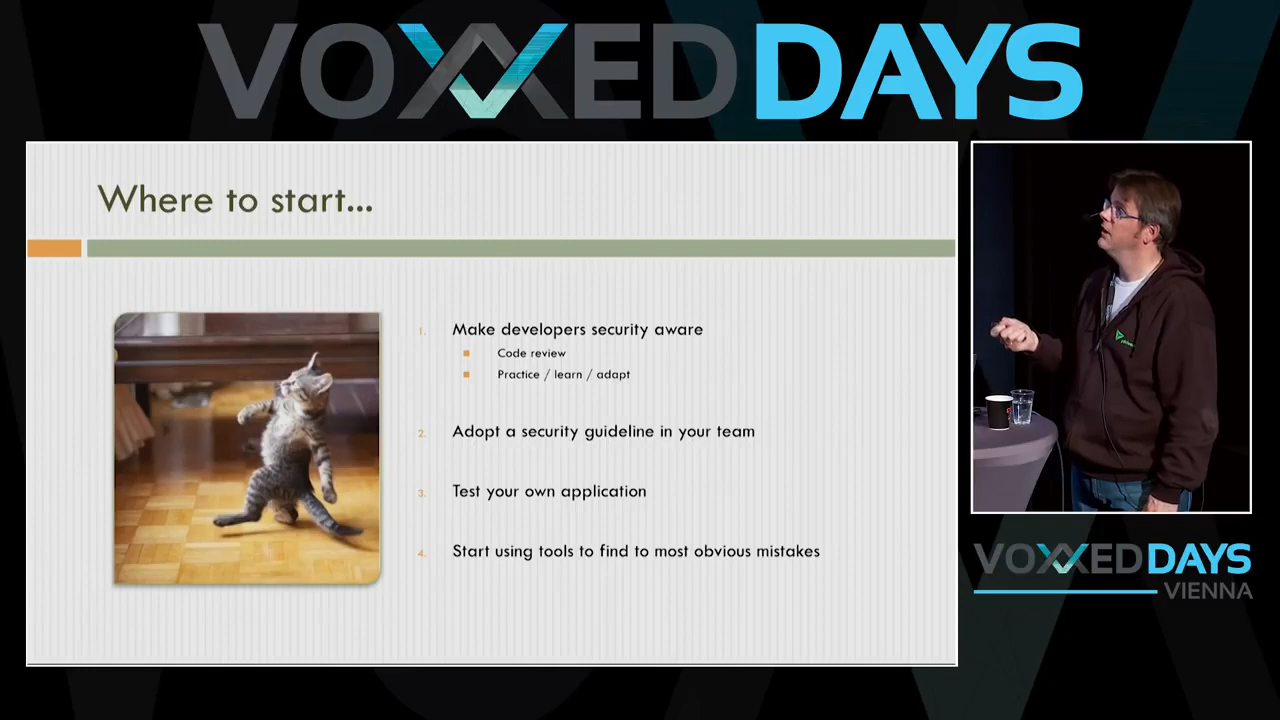 VOXXED DAYS
Where to start...
1. Make developers security aware
Code review
Practice / learn / adapt
2. Adopt a security guideline in your team
3. Test your own application
4. Start using tools to find to most obvious mistakes
VOXXED DAYS
VIENNA